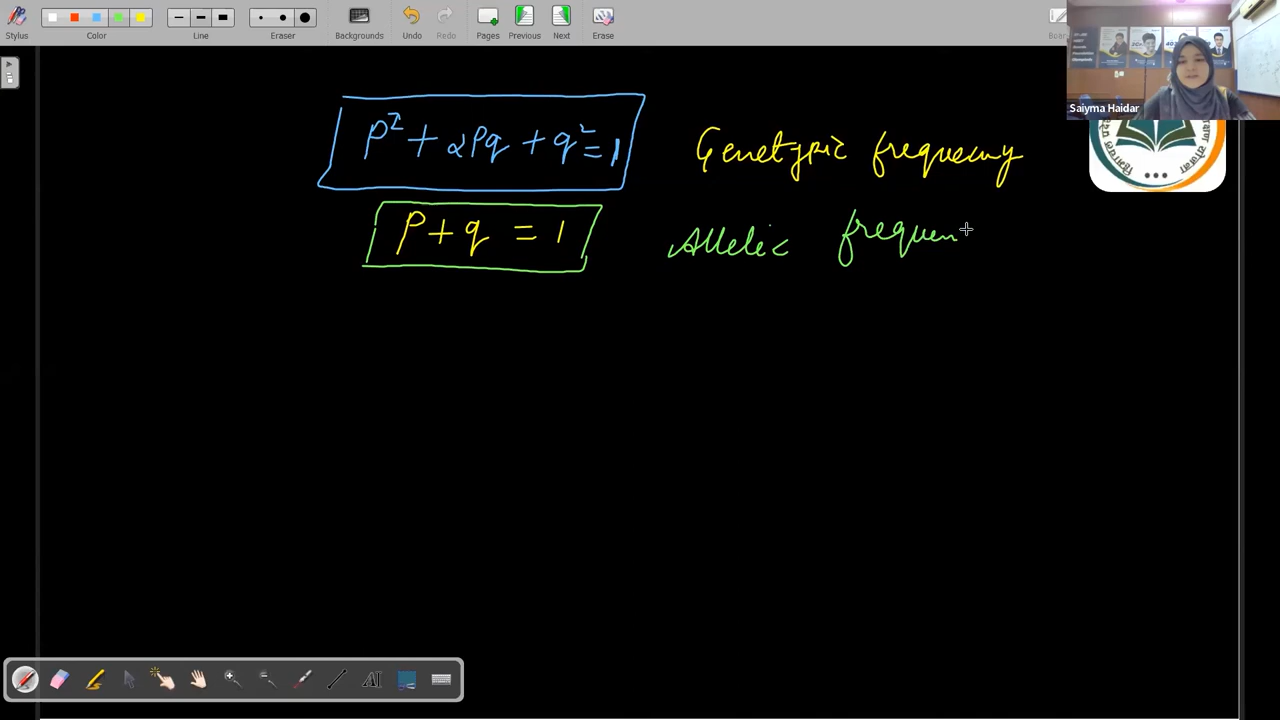 Stylus
Color
Line
Eraser
Backgrounds
Undo
Redo
Pages
Previous
Next
Erase
Saiyma Haidar
p² + 2pq + q² = 1 Genetypic frequency
p + q = 1 Allelic frequen